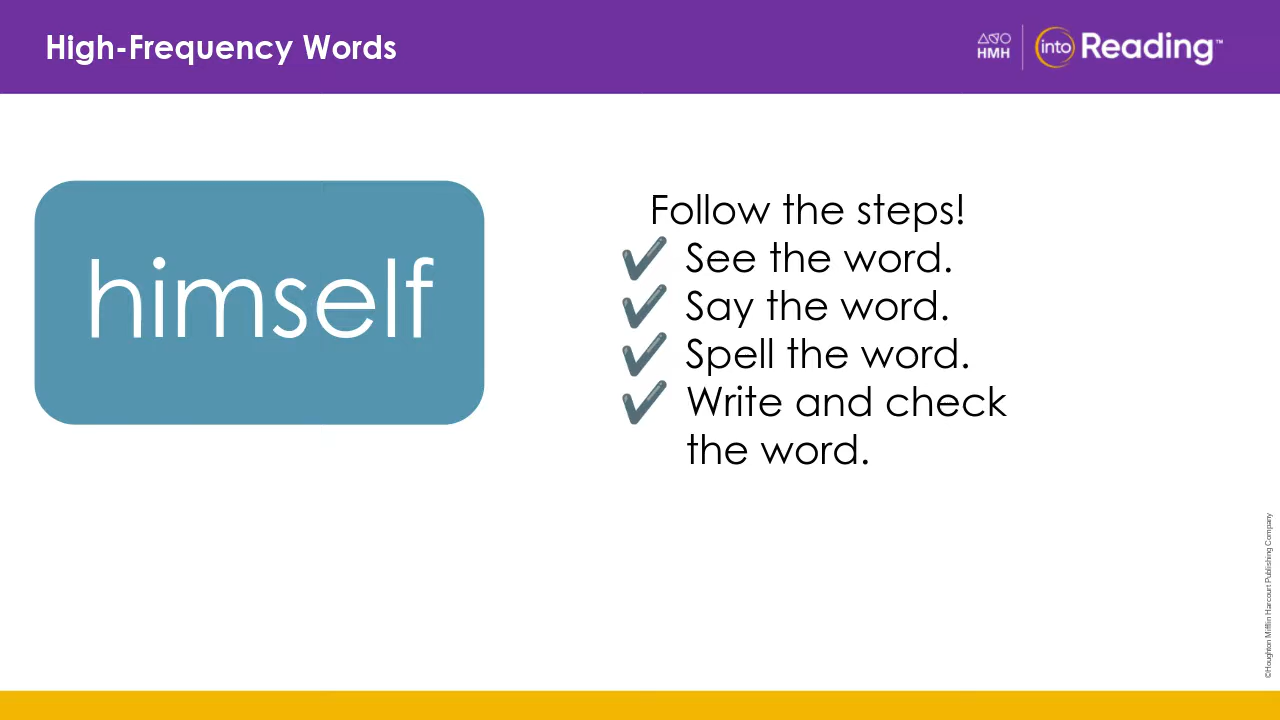 High-Frequency Words
HMH
into Reading™
himself
Follow the steps!
✔ See the word.
✔ Say the word.
✔ Spell the word.
✔ Write and check
the word.
©Houghton Mifflin Harcourt Publishing Company